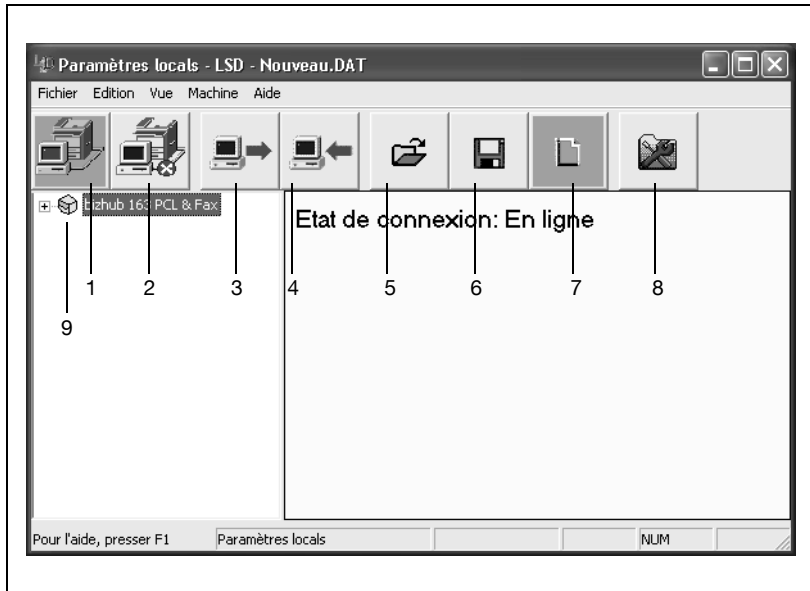 Paramètres locals - LSD - Nouveau.DAT
Fichier Edition Vue Machine Aide
bizhub 163 PCL & Fax
Etat de connexion: En ligne
1 2 3 4 5 6 7 8
9
Pour l'aide, presser F1 Paramètres locals NUM